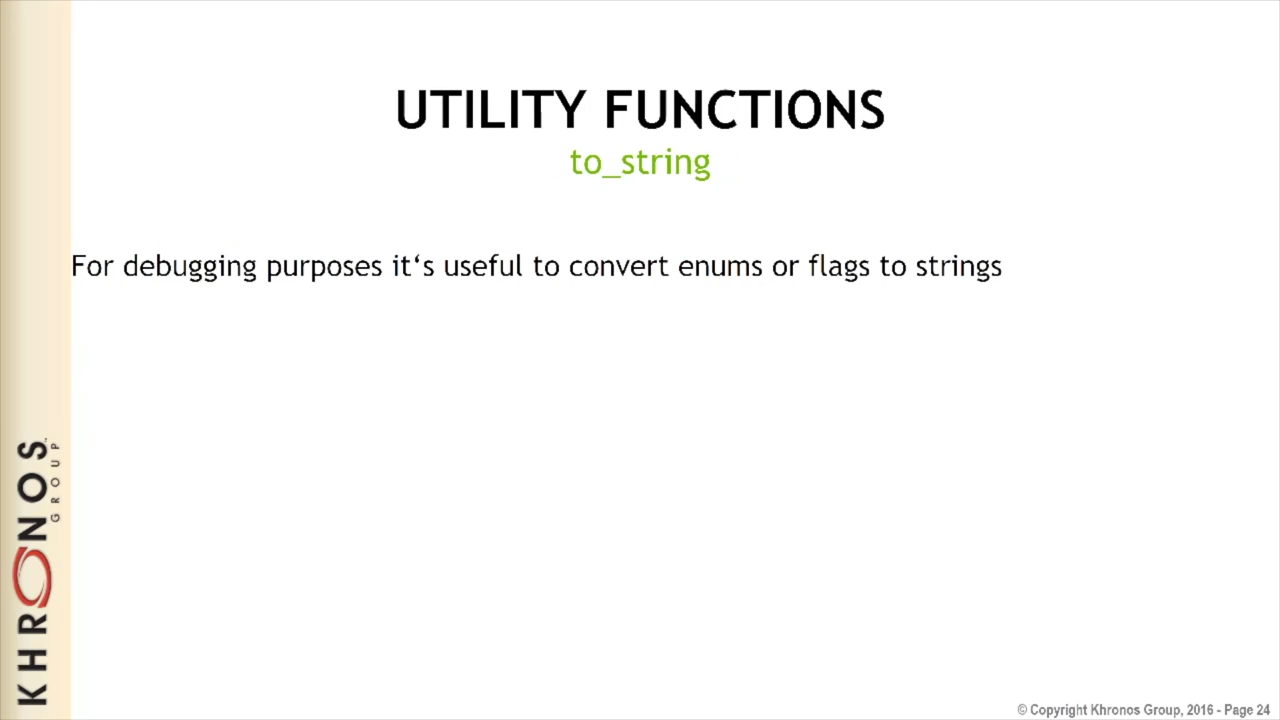 UTILITY FUNCTIONS
to_string
For debugging purposes it‘s useful to convert enums or flags to strings
KHRONOS
GROUP
© Copyright Khronos Group, 2016 - Page 24